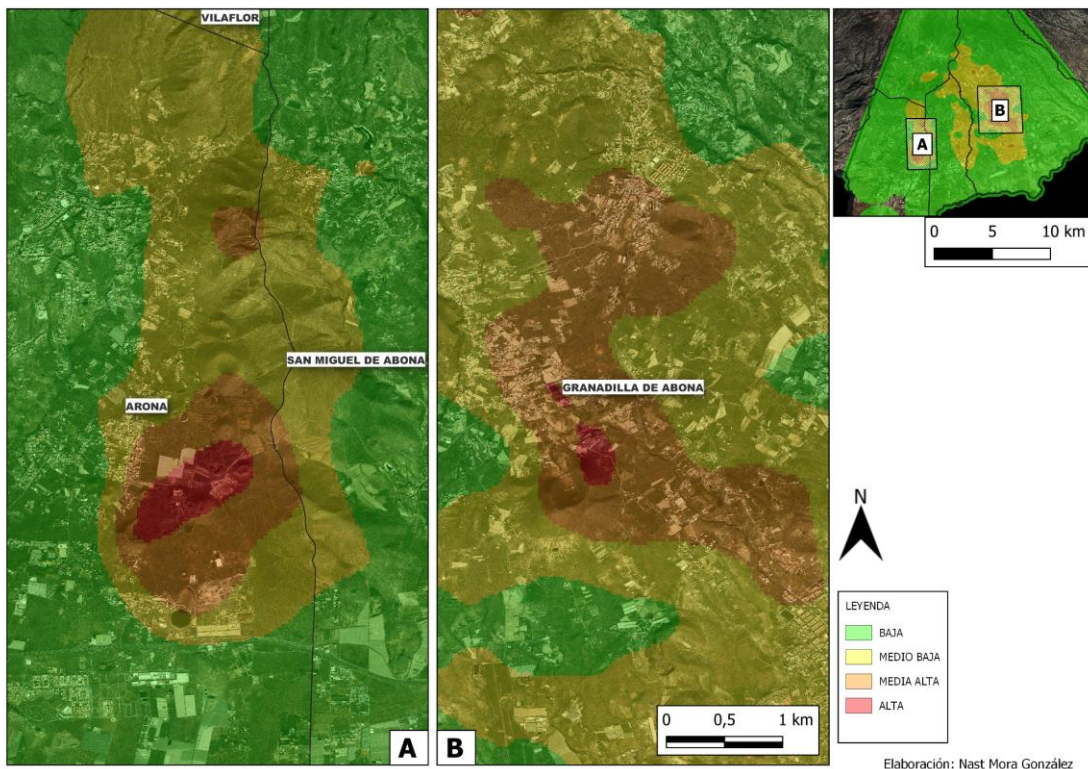 VILAFLOR
SAN MIGUEL DE ABONA
ARONA
A
GRANADILLA DE ABONA
0 0,5 1 km
B
A
B
0 5 10 km
N
LEYENDA
BAJA
MEDIO BAJA
MEDIA ALTA
ALTA
Elaboración: Nast Mora González